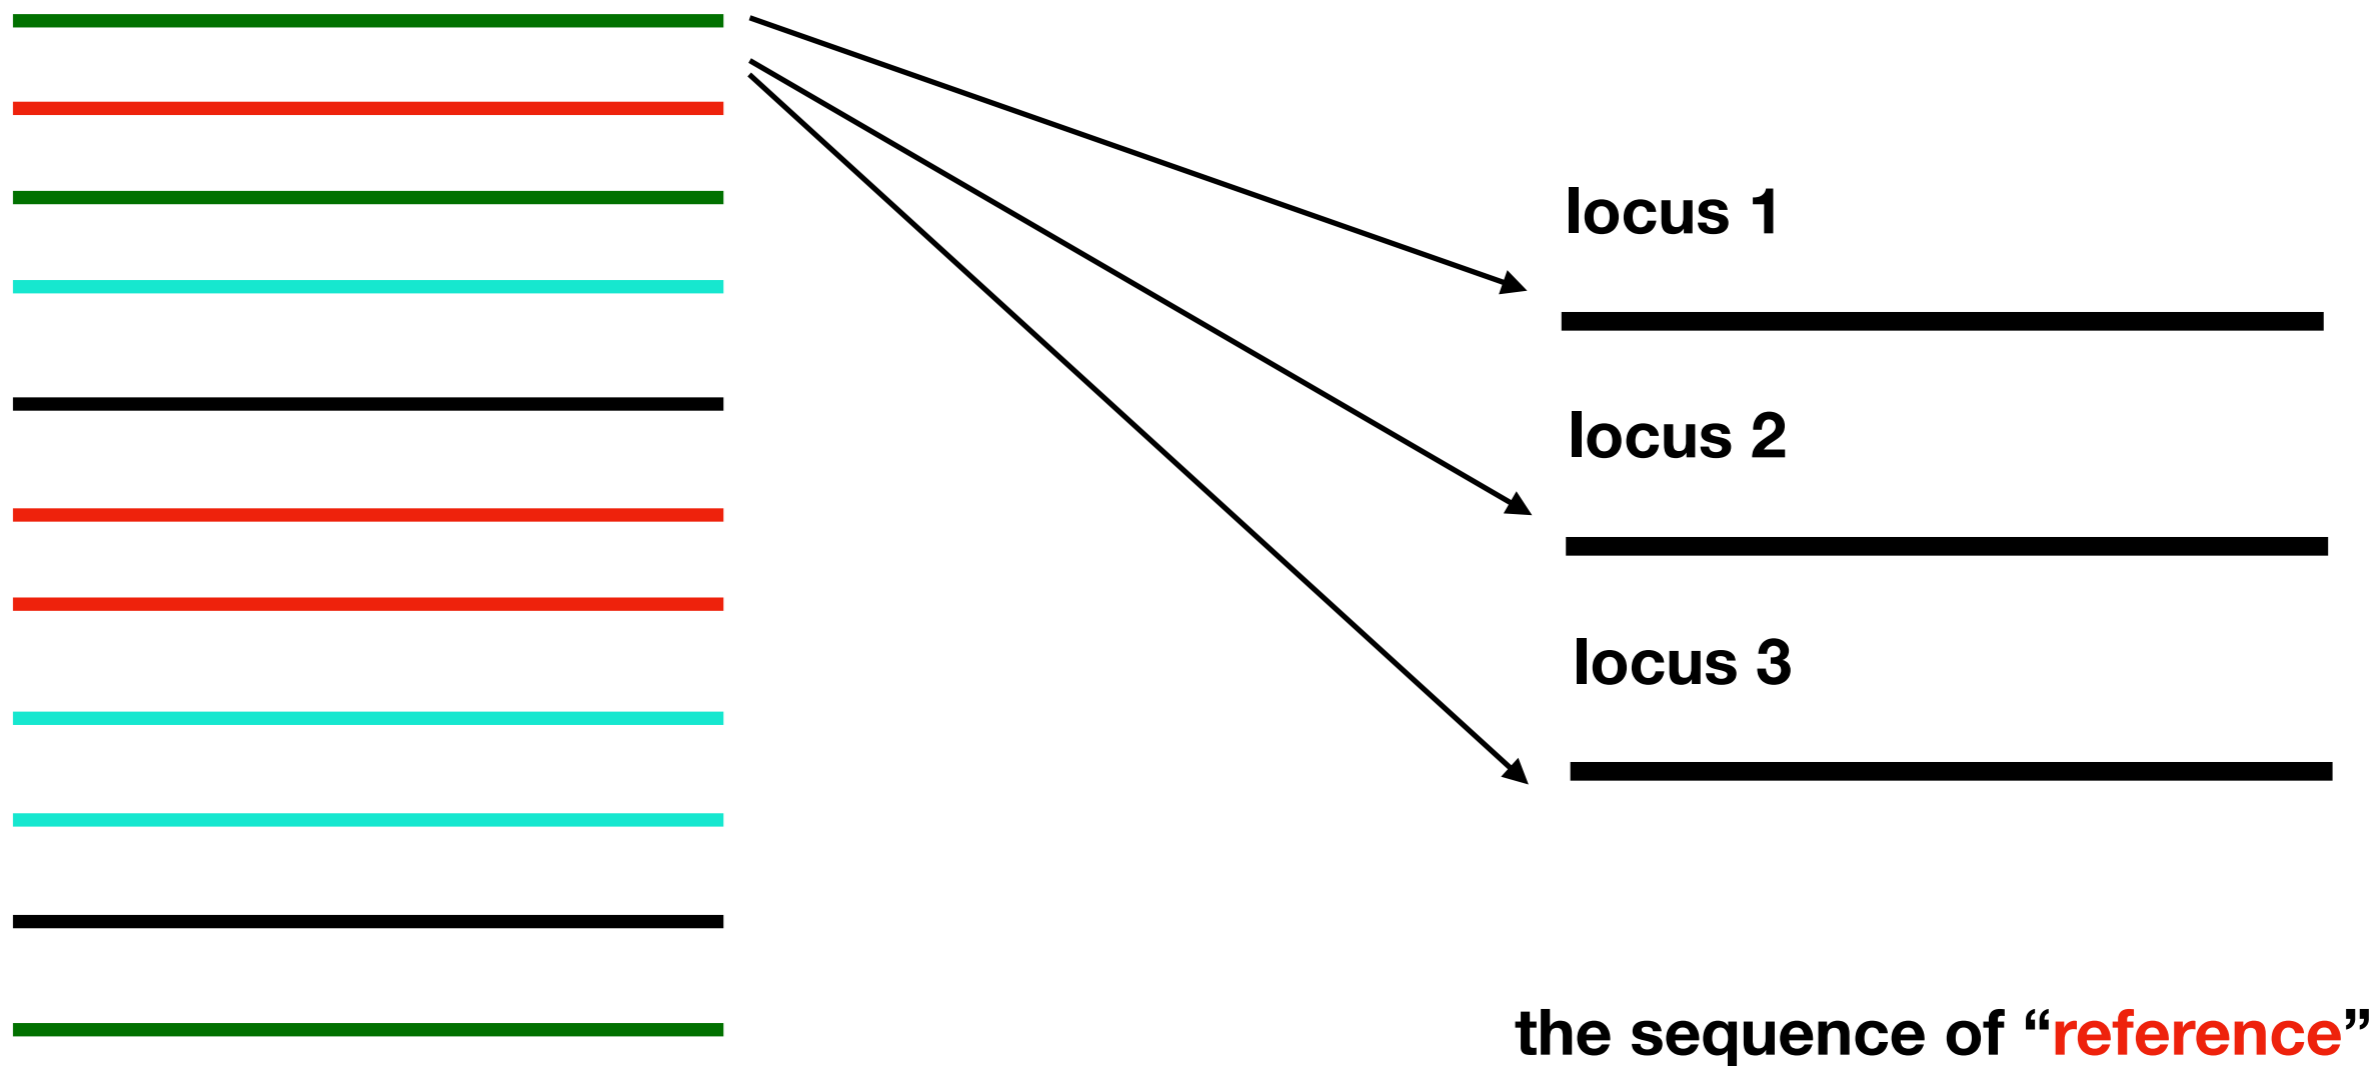 locus 1
locus 2
locus 3
the sequence of “reference”